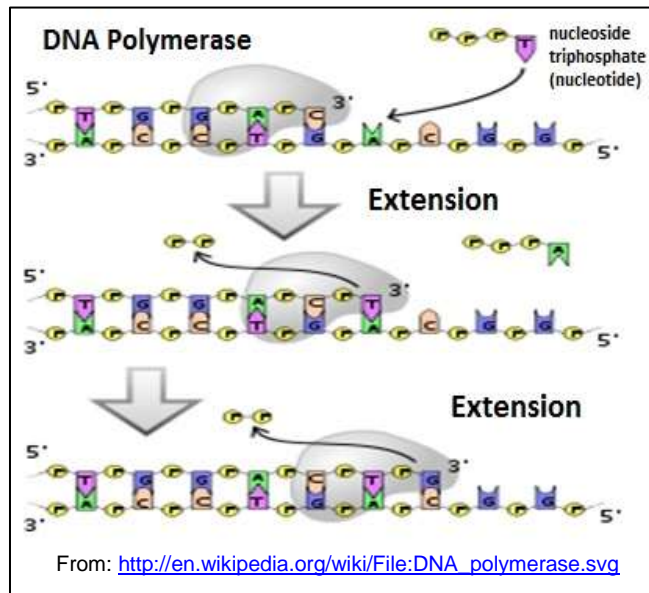 DNA Polymerase
nucleoside
triphosphate
(nucleotide)
5'
3'
T G G A C
A C C T G A C G G
3'
5'
T
Extension
A
5'
3'
T G G A C T
A C C T G A C G G
3'
5'
Extension
5'
3'
T G G A C T G
A C C T G A C G G
3'
5'
From: http://en.wikipedia.org/wiki/File:DNA_polymerase.svg